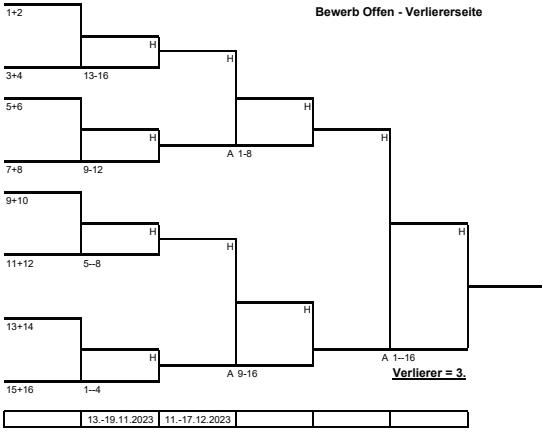 Bewerb Offen - Verliererseite
1+2
H
H
3+4
13-16
5+6
H
H
A 1-8
7+8
9-12
H
9+10
H
H
H
11+12
5--8
13+14
H
A 1--16
A 9-16
Verlierer = 3.
15+16
1--4
13.-19.11.2023
11.-17.12.2023